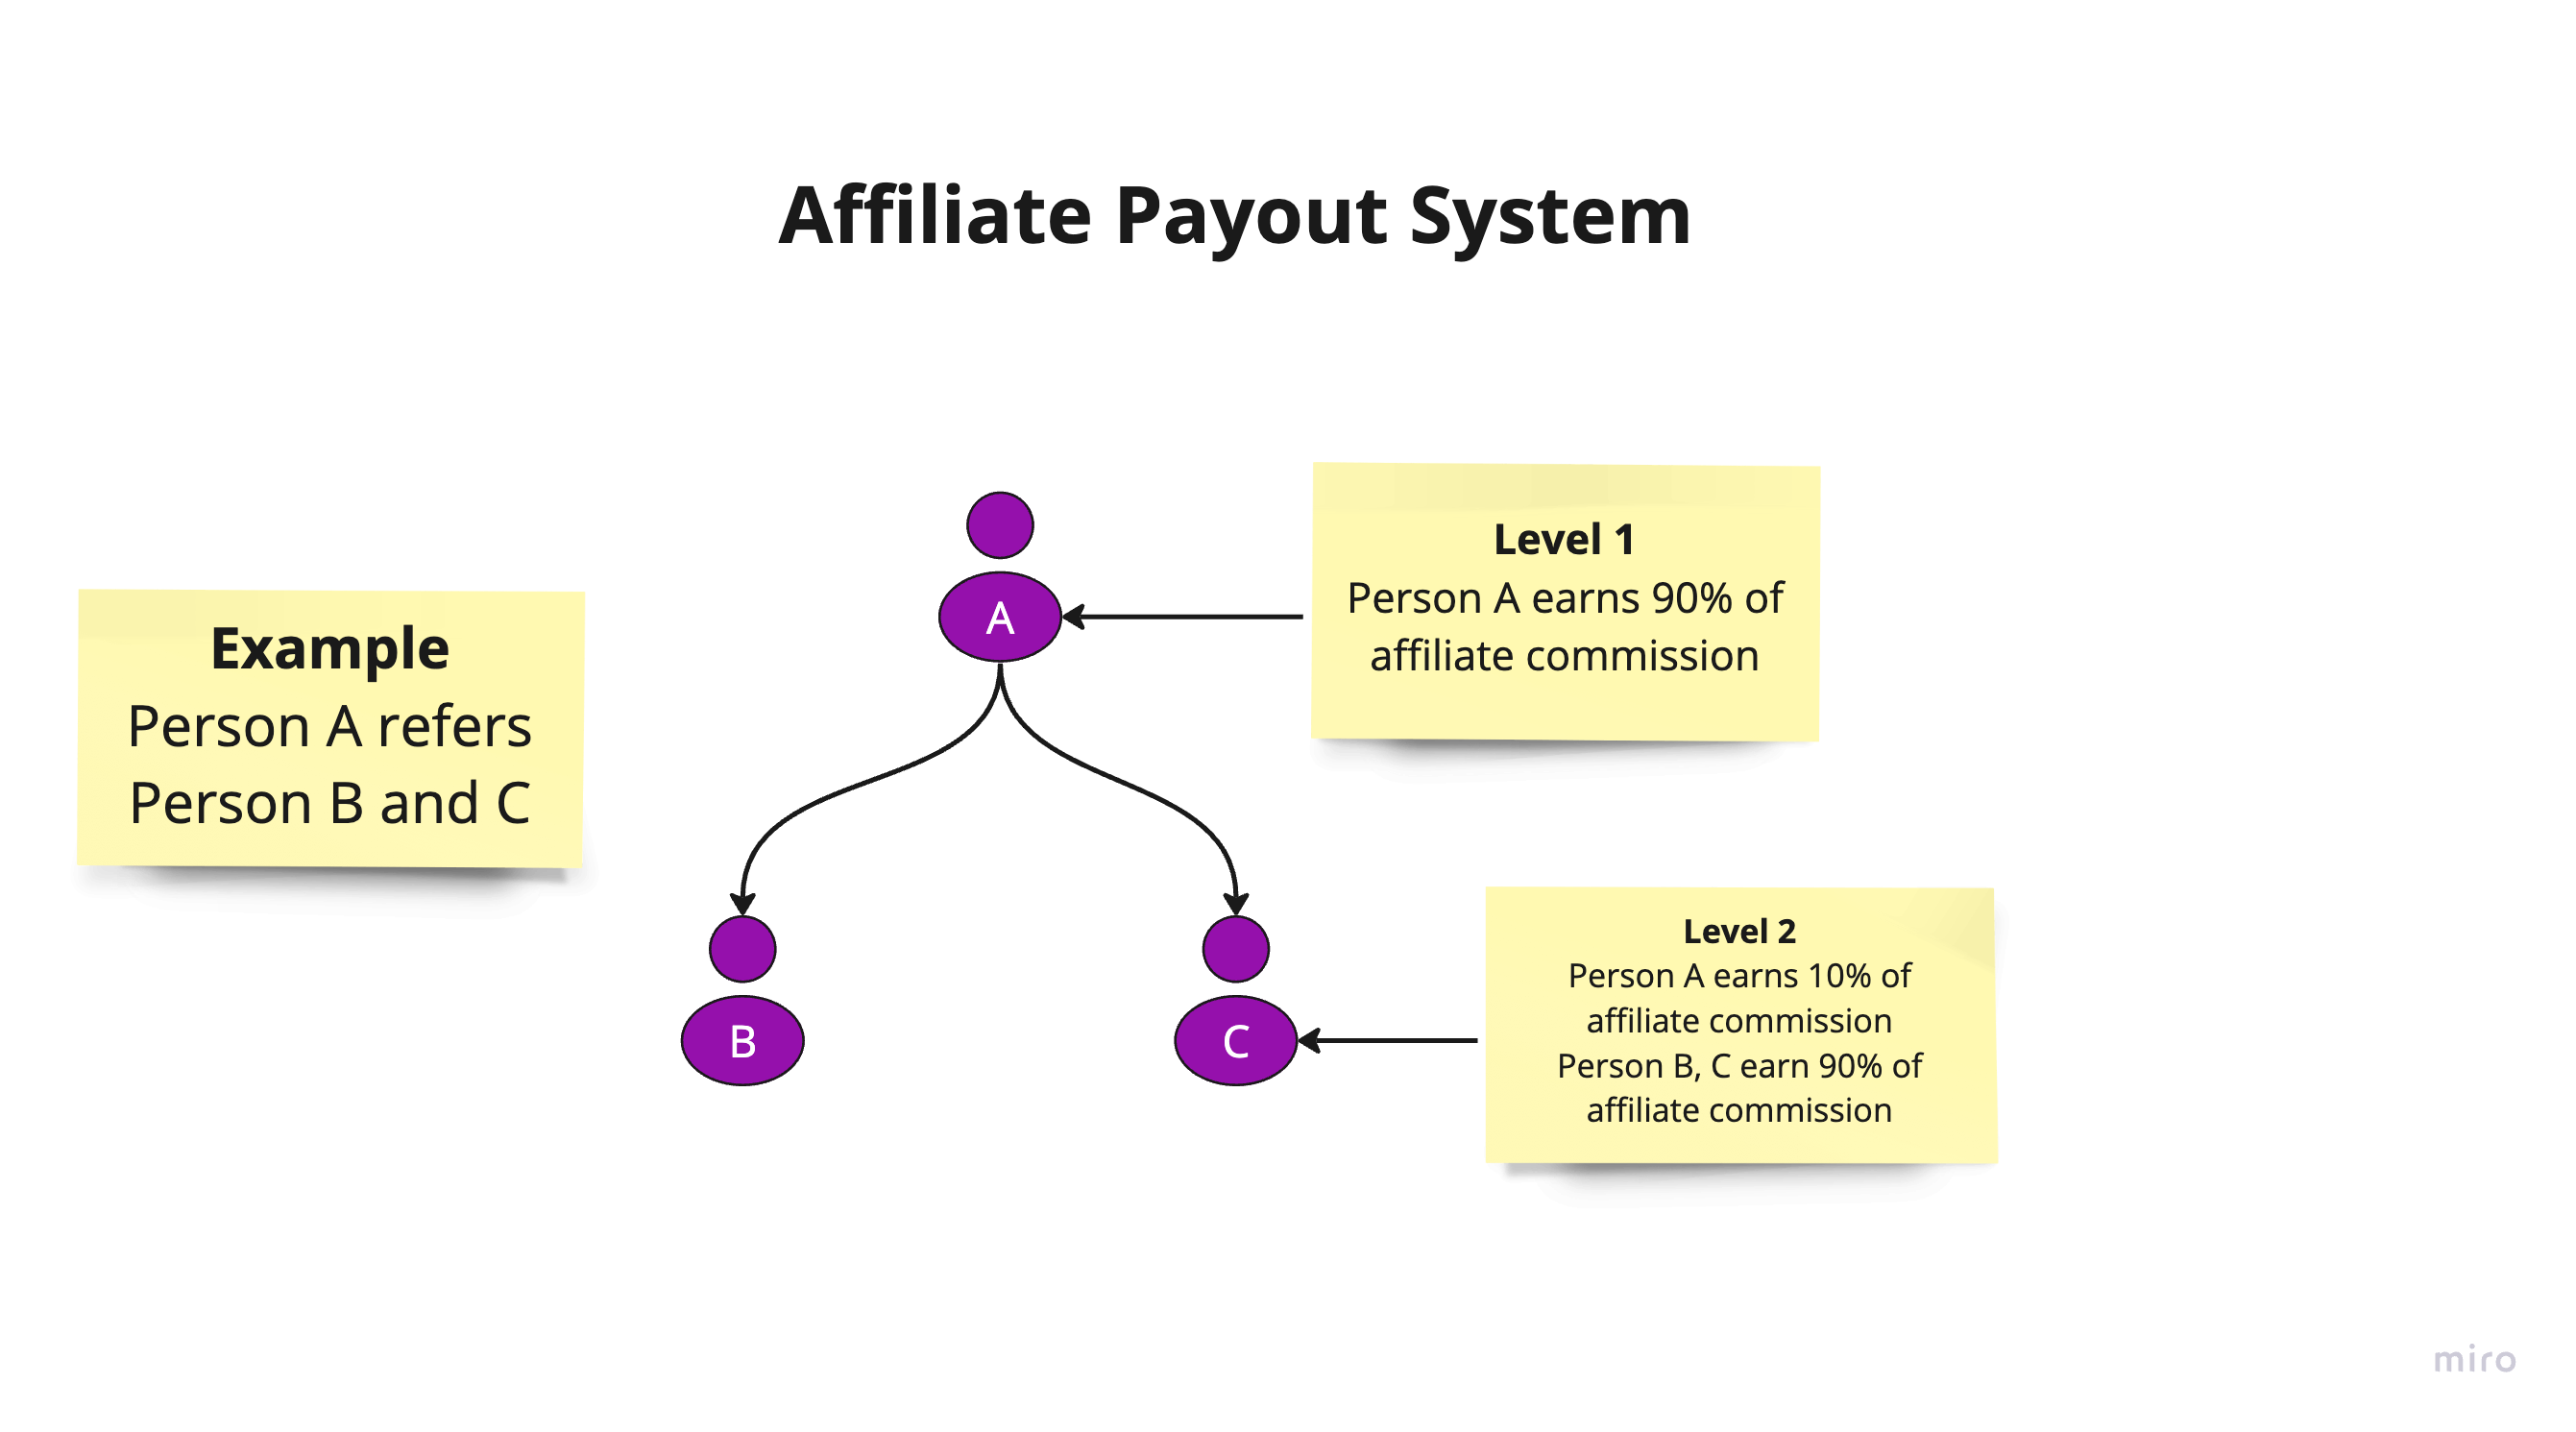 Affiliate Payout System
Example
Person A refers
Person B and C
A
Level 1
Person A earns 90% of
affiliate commission
B
C
Level 2
Person A earns 10% of
affiliate commission
Person B, C earn 90% of
affiliate commission
miro